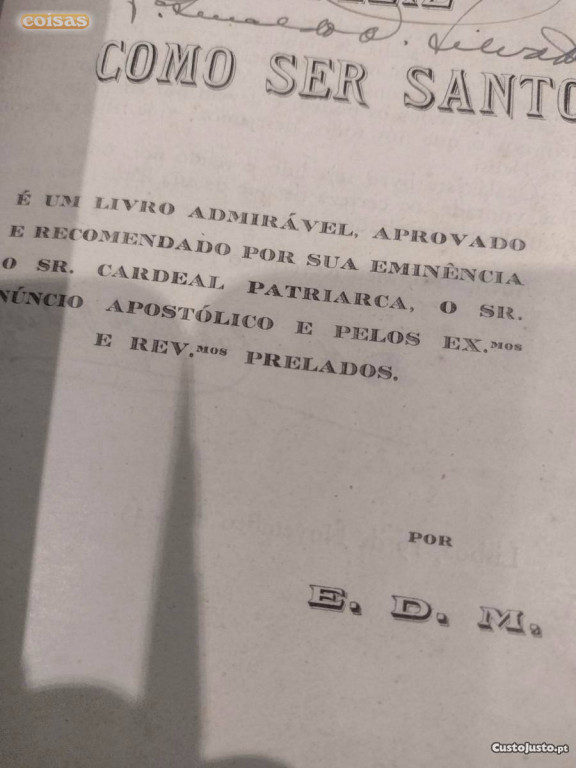 coisas
COMO SER SANTO
É UM LIVRO ADMIRÁVEL, APROVADO
E RECOMENDADO POR SUA EMINÊNCIA
O SR. CARDEAL PATRIARCA, O SR.
NÚNCIO APOSTÓLICO E PELOS EX.mos
E REV.mos PRELADOS.
POR
E. D. M.
CustoJusto.pt